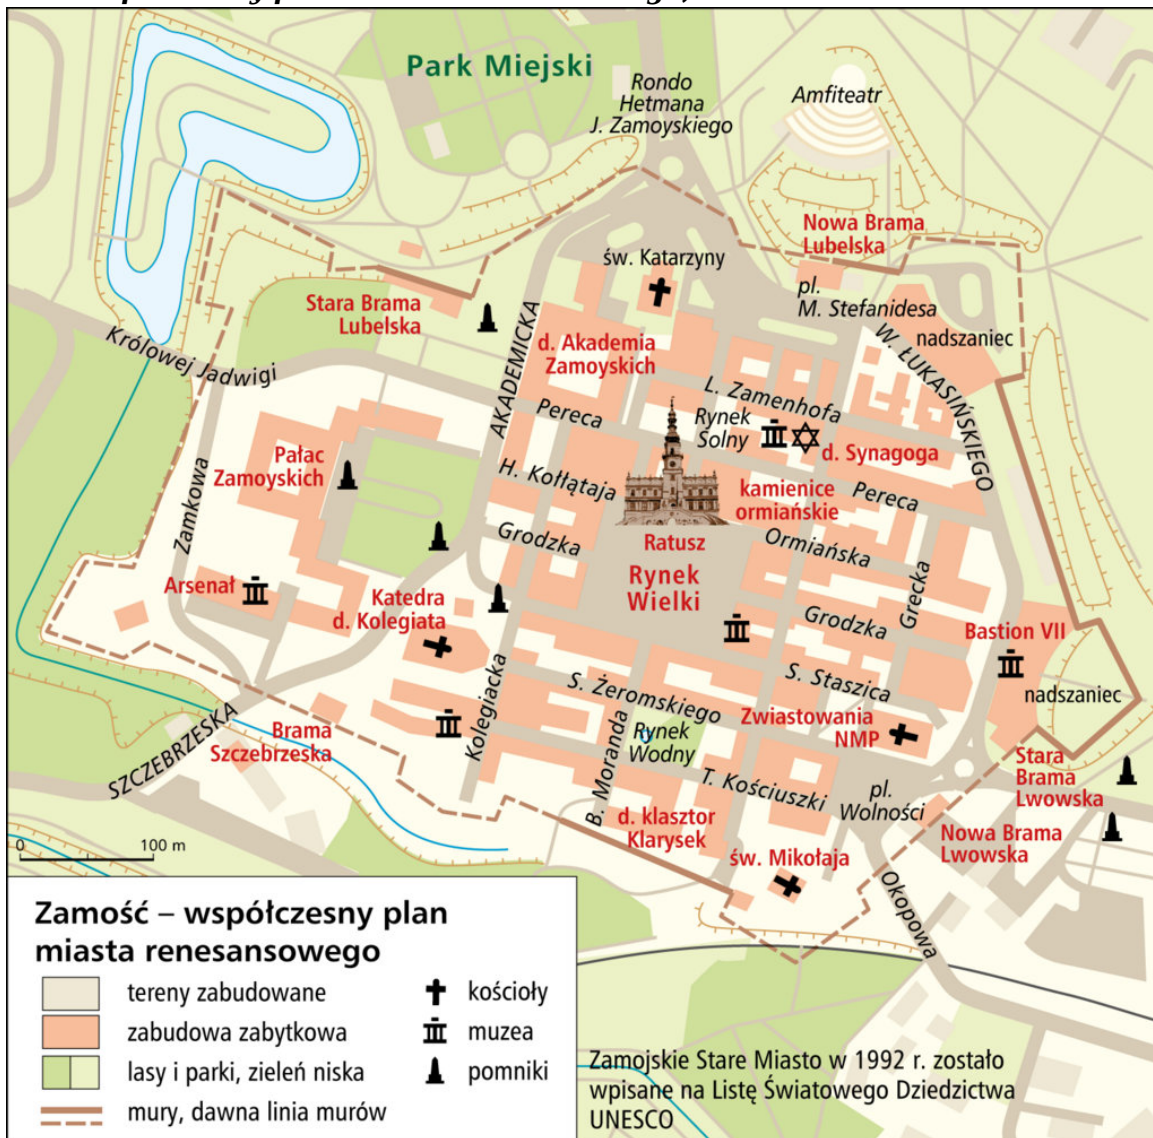 Park Miejski
Rondo
Hetmana
J. Zamoyskiego
Amfiteatr
Nowa Brama
Lubelska
św. Katarzyny
pl.
M. Stefanidesa
Stara Brama
Lubelska
nadszaniec
Królowej Jadwigi
AKADEMICKA
d. Akademia
Zamoyskich
W. ŁUKASIŃSKIEGO
L. Zamenhofa
Pereca
Rynek
Solny
d. Synagoga
Pałac
Zamoyskich
H. Kołłątaja
kamienice
ormiańskie
Pereca
Zamkowa
Grodzka
Ratusz
Ormiańska
Rynek
Wielki
Arsenał
Katedra
d. Kolegiata
Grecka
Grodzka
Bastion VII
S. Staszica
nadszaniec
Kolegiacka
S. Żeromskiego
Zwiastowania
NMP
SZCZEBRZESKA
Brama
Szczebrzeska
B. Moranda
Rynek
Wodny
T. Kościuszki
pl.
Wolności
Stara
Brama
Lwowska
Nowa Brama
Lwowska
d. klasztor
Klarysek
św. Mikołaja
Okopowa
0 100 m
Zamość – współczesny plan
miasta renesansowego
tereny zabudowane
zabudowa zabytkowa
lasy i parki, zieleń niska
mury, dawna linia murów
kościoły
muzea
pomniki
Zamojskie Stare Miasto w 1992 r. zostało
wpisane na Listę Światowego Dziedzictwa
UNESCO